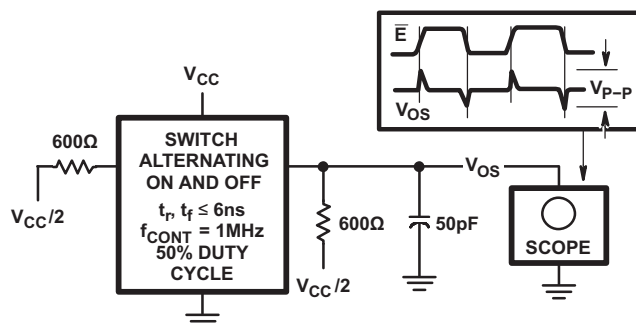 E
V_OS
V_P–P
V_CC
600Ω
V_CC/2
SWITCH
ALTERNATING
ON AND OFF
t_r, t_f ≤ 6ns
f_CONT = 1MHz
50% DUTY
CYCLE
600Ω
V_CC/2
50pF
V_OS
SCOPE